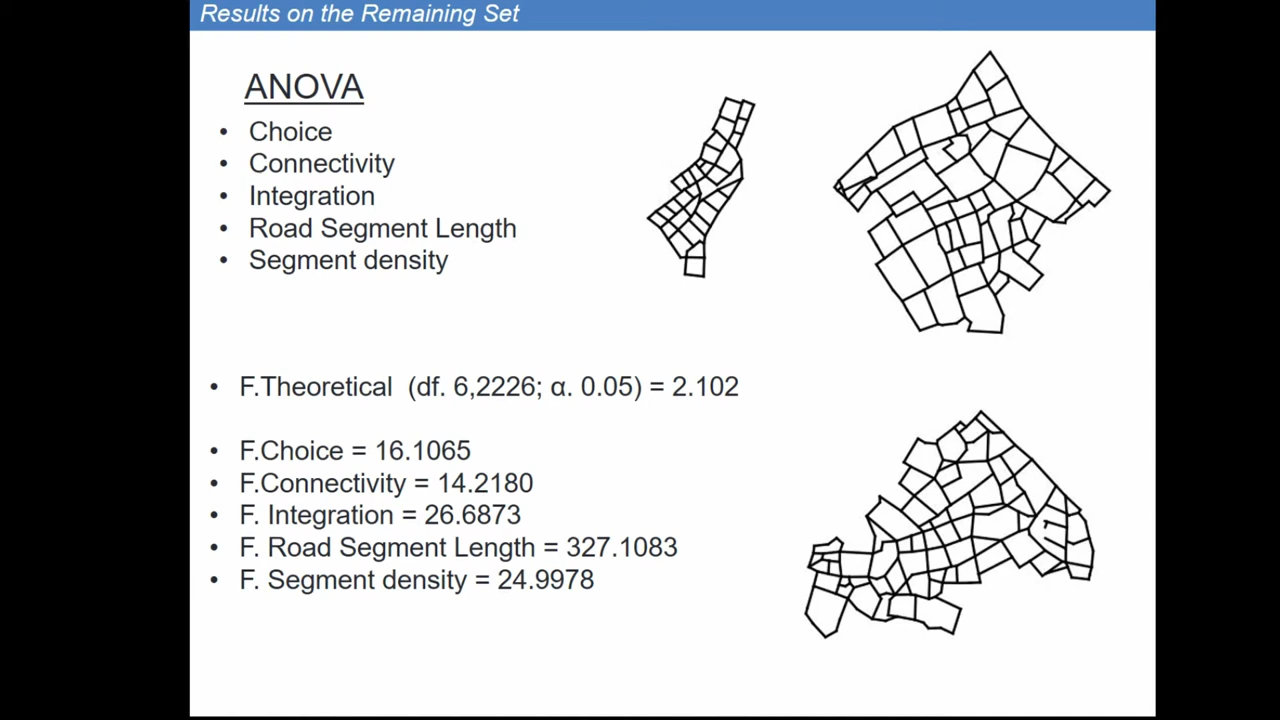 Results on the Remaining Set
ANOVA
• Choice
• Connectivity
• Integration
• Road Segment Length
• Segment density
• F.Theoretical (df. 6,2226; α. 0.05) = 2.102
• F.Choice = 16.1065
• F.Connectivity = 14.2180
• F. Integration = 26.6873
• F. Road Segment Length = 327.1083
• F. Segment density = 24.9978